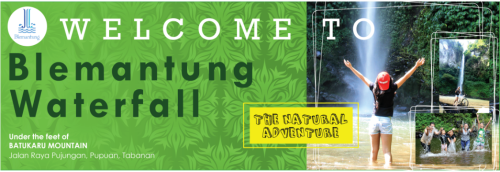 Blemantung
WELCOME TO
Blemantung
Waterfall
THE NATURAL
ADVENTURE
Under the feet of
BATUKARU MOUNTAIN
Jalan Raya Pujungan, Pupuan, Tabanan